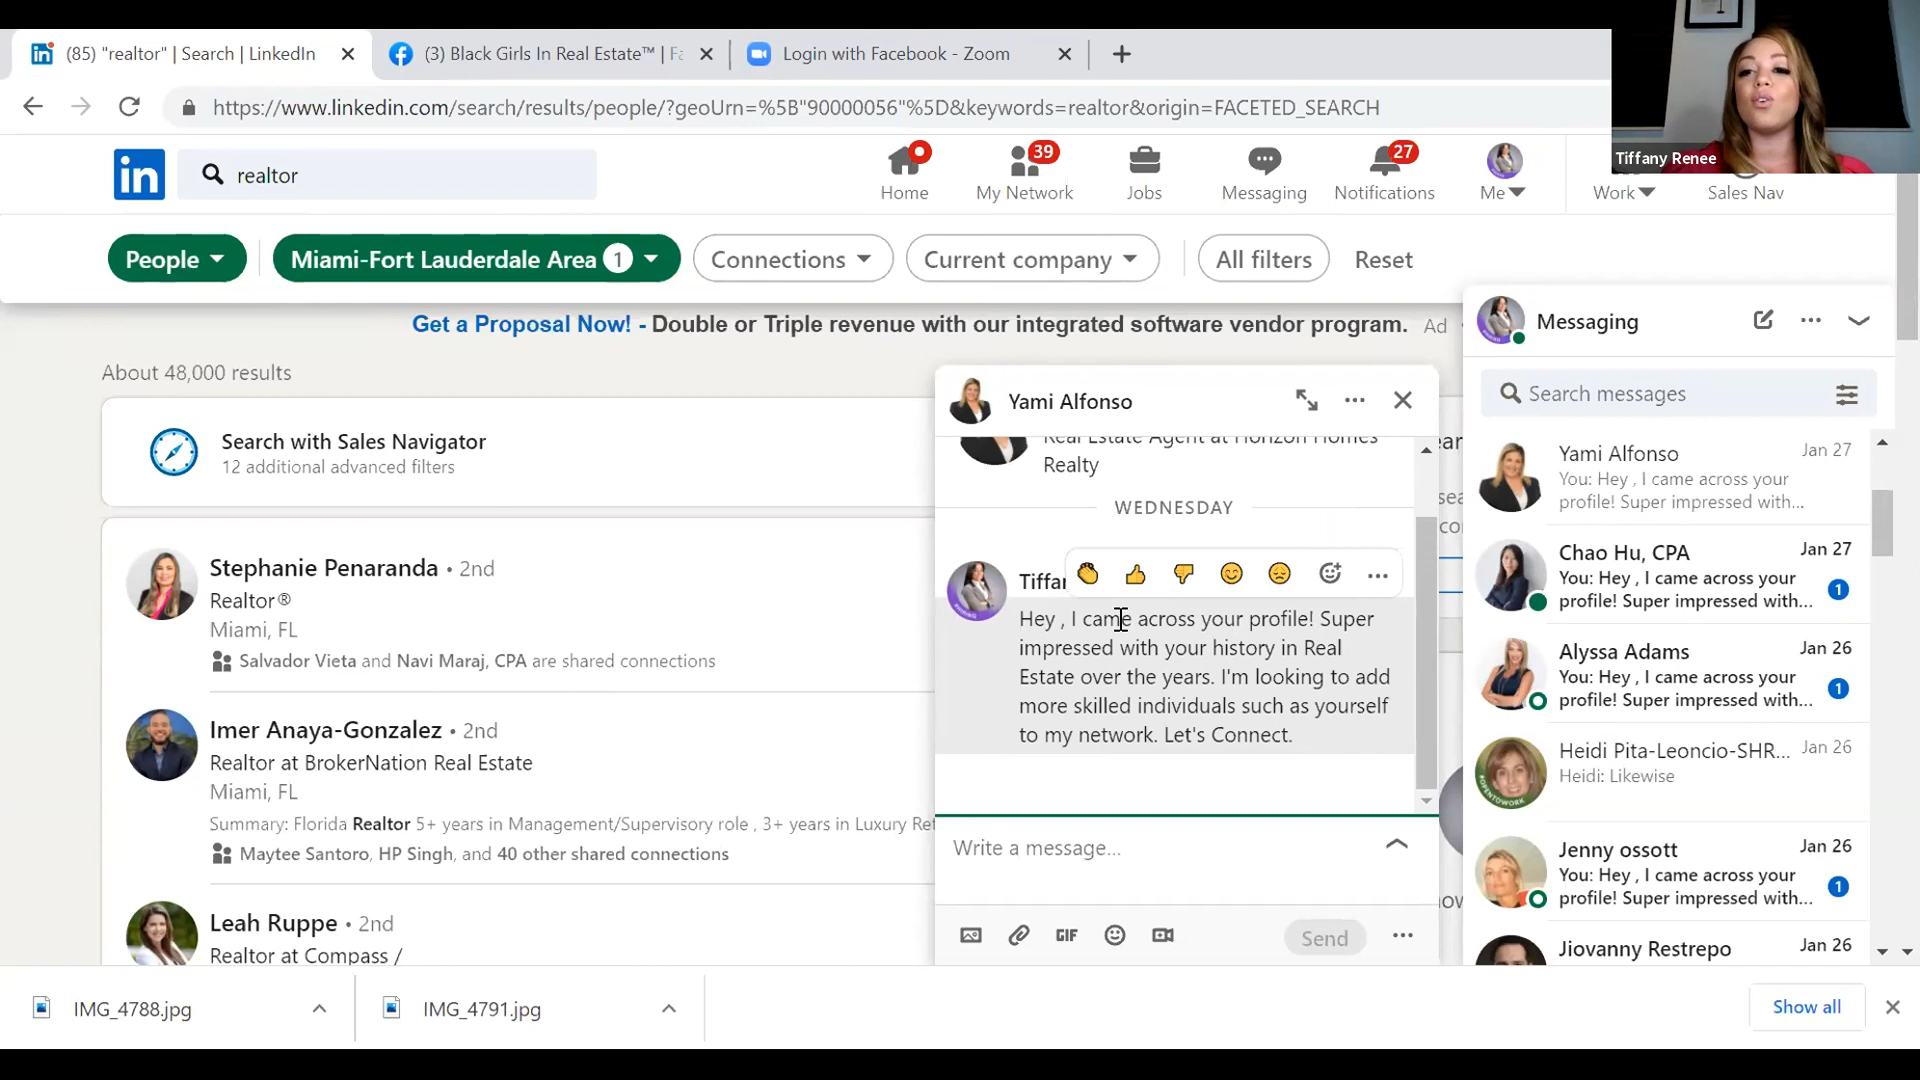 (85) "realtor" | Search | LinkedIn
(3) Black Girls In Real Estate™ | Fa
Login with Facebook - Zoom
https://www.linkedin.com/search/results/people/?geoUrn=%5B"90000056"%5D&keywords=realtor&origin=FACETED_SEARCH
Tiffany Renee
in
realtor
Home
39
My Network
Jobs
Messaging
27
Notifications
Me
Work
Sales Nav
People
Miami-Fort Lauderdale Area 1
Connections
Current company
All filters
Reset
Get a Proposal Now! - Double or Triple revenue with our integrated software vendor program. Ad
About 48,000 results
Search with Sales Navigator
12 additional advanced filters
Stephanie Penaranda • 2nd
Realtor®
Miami, FL
Salvador Vieta and Navi Maraj, CPA are shared connections
Imer Anaya-Gonzalez • 2nd
Realtor at BrokerNation Real Estate
Miami, FL
Summary: Florida Realtor 5+ years in Management/Supervisory role , 3+ years in Luxury Re
Maytee Santoro, HP Singh, and 40 other shared connections
Leah Ruppe • 2nd
Realtor at Compass /
Yami Alfonso
Real Estate Agent at Horizon Homes
Realty
WEDNESDAY
Tiffan
Hey , I came across your profile! Super
impressed with your history in Real
Estate over the years. I'm looking to add
more skilled individuals such as yourself
to my network. Let's Connect.
Write a message...
GIF
Send
Messaging
Search messages
Yami Alfonso
Jan 27
You: Hey , I came across your
profile! Super impressed with...
Chao Hu, CPA
Jan 27
You: Hey , I came across your
profile! Super impressed with...
1
Alyssa Adams
Jan 26
You: Hey , I came across your
profile! Super impressed with...
1
Heidi Pita-Leoncio-SHR...
Jan 26
Heidi: Likewise
#OPENTOWORK
Jenny ossott
Jan 26
You: Hey , I came across your
profile! Super impressed with...
1
Jiovanny Restrepo
Jan 26
IMG_4788.jpg
IMG_4791.jpg
Show all